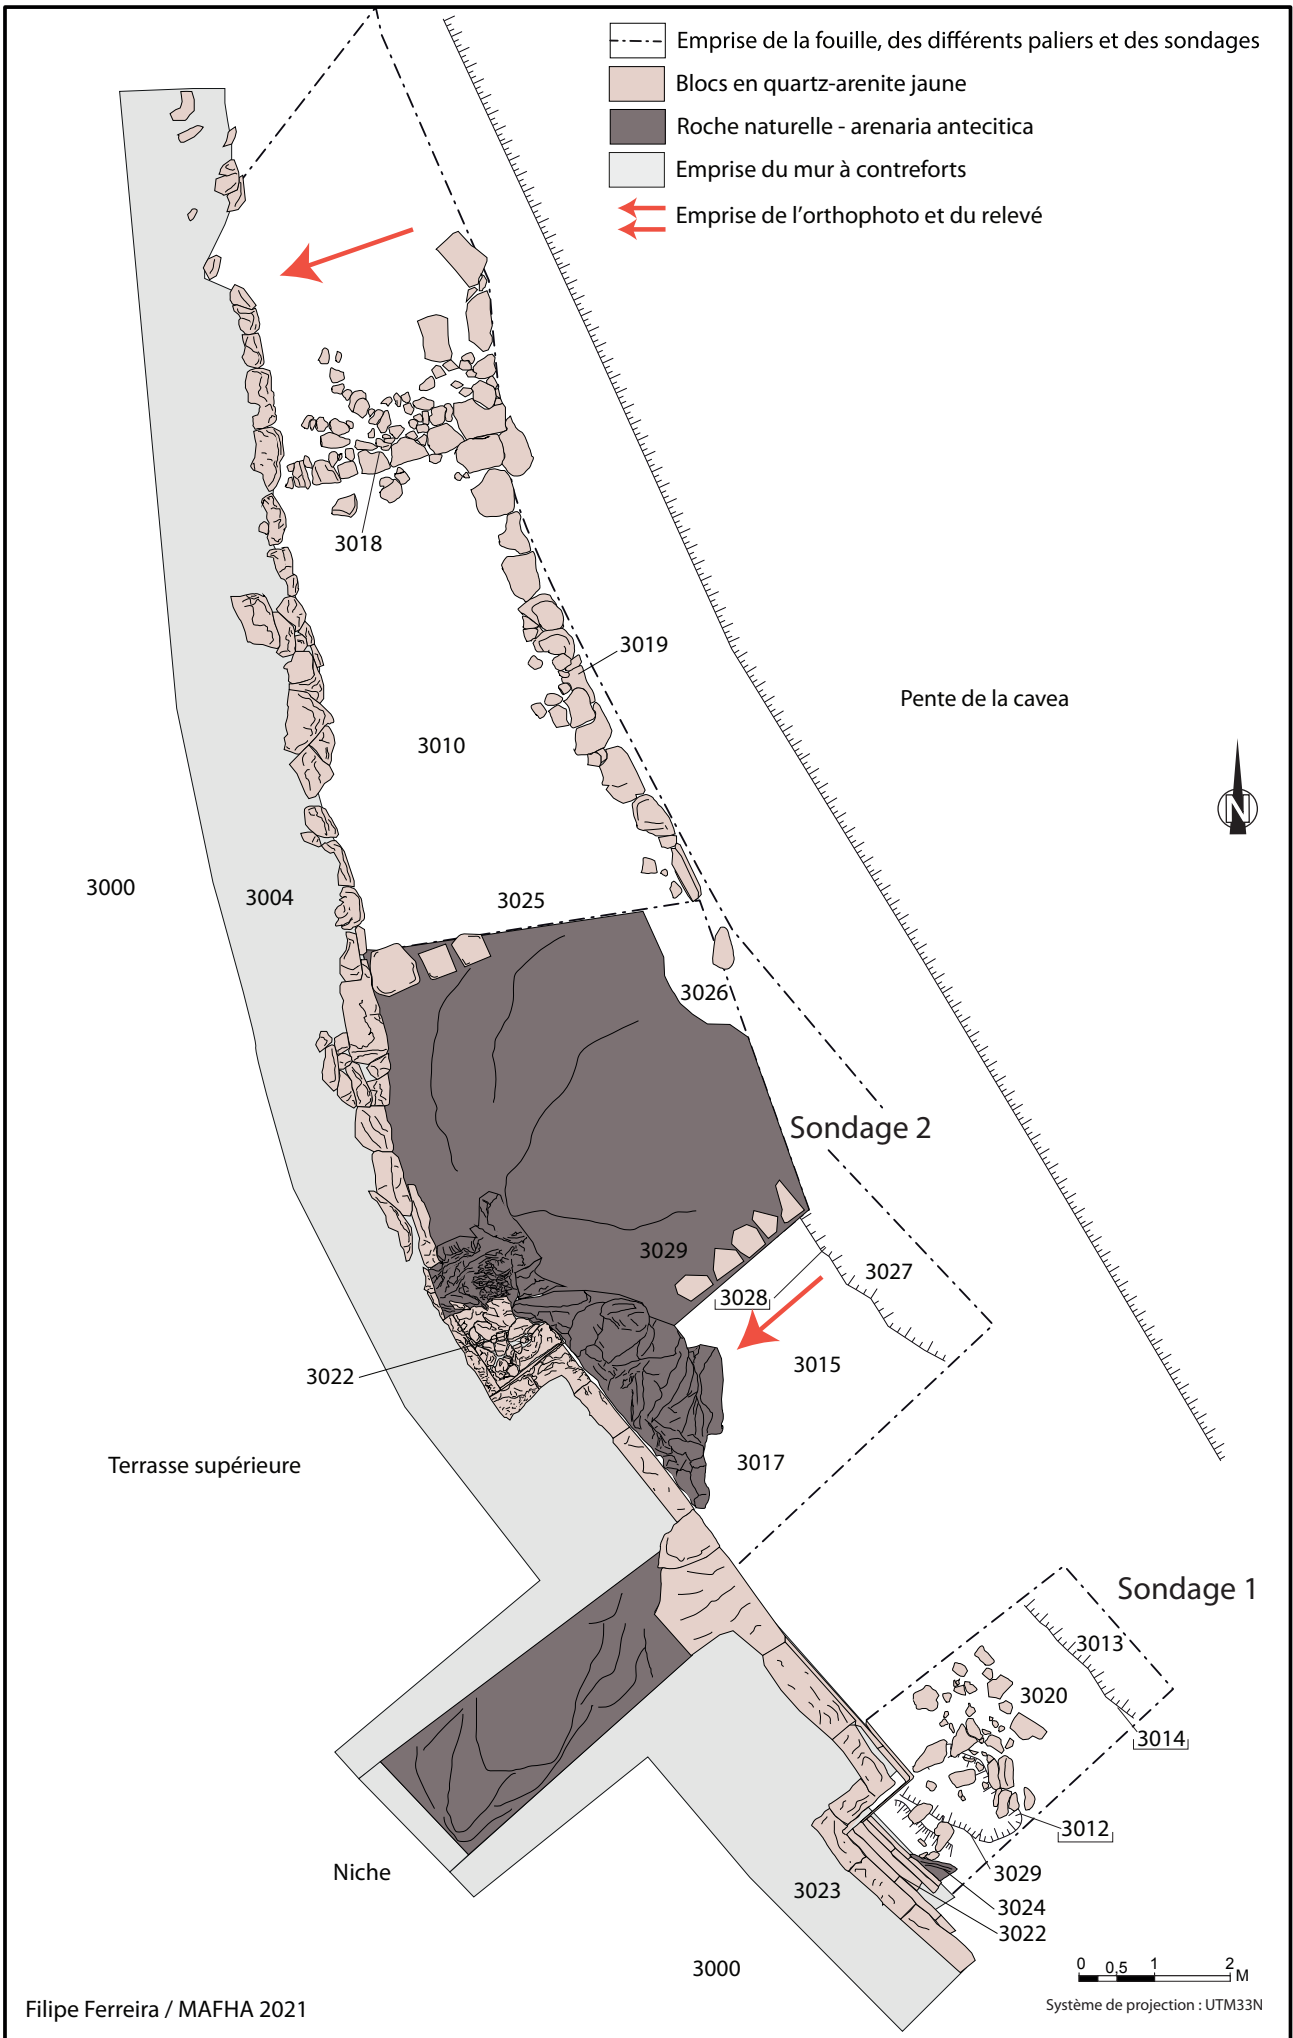 Emprise de la fouille, des différents paliers et des sondages
Blocs en quartz-arenite jaune
Roche naturelle - arenaria antecitica
Emprise du mur à contreforts
Emprise de l'orthophoto et du relevé
3018
3019
Pente de la cavea
3010
N
3000
3004
3025
3026
Sondage 2
3029
3027
3028
3015
3022
Terrasse supérieure
3017
Sondage 1
3013
3020
3014
3012
Niche
3029
3023
3024
3022
3000
0 0,5 1 2 M
Système de projection : UTM33N
Filipe Ferreira / MAFHA 2021